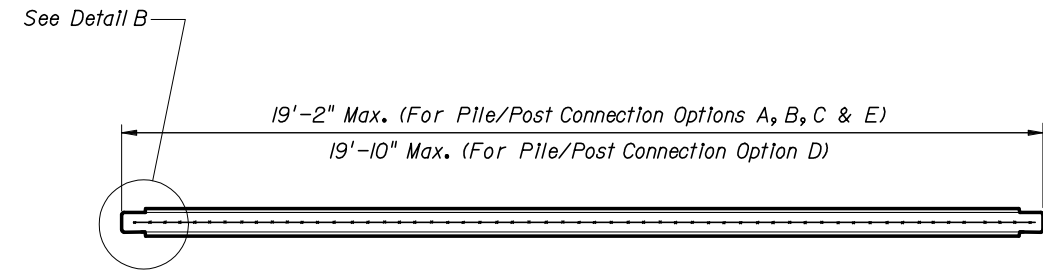 See Detail B
19'-2" Max. (For Pile/Post Connection Options A, B, C & E)
19'-10" Max. (For Pile/Post Connection Option D)